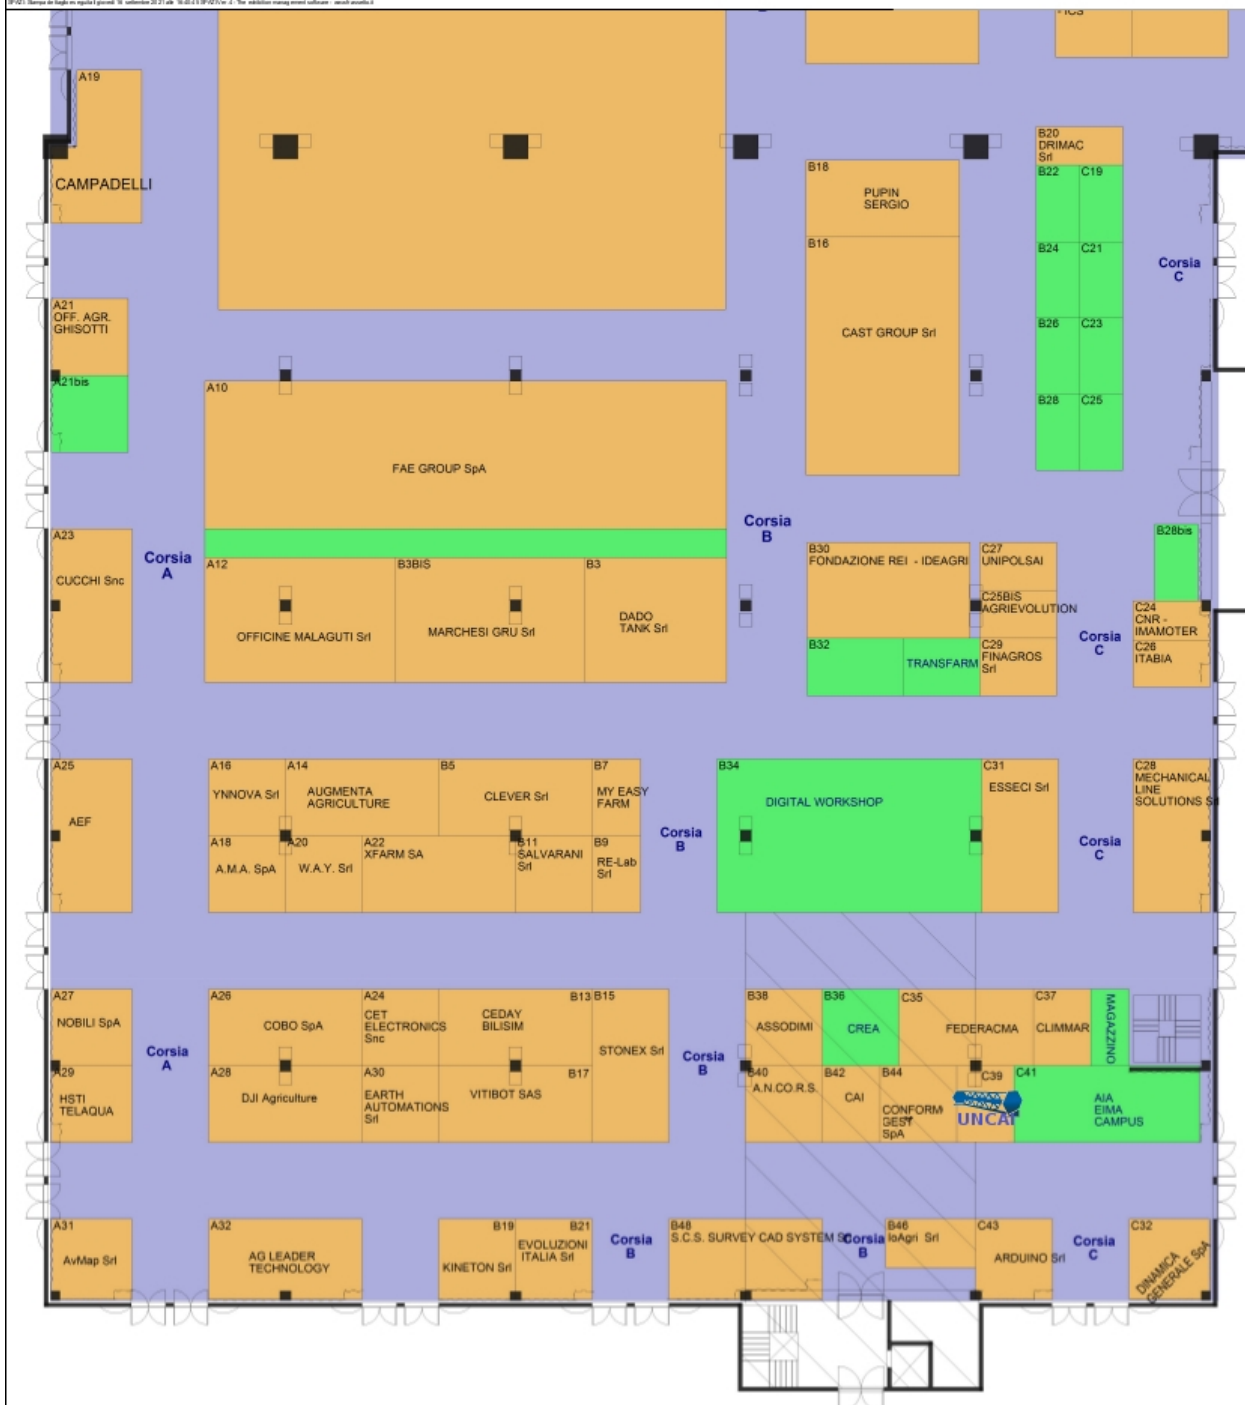 - ICS
A19
CAMPADELLI
B20
DRIMAC
Srl
B18
PUPIN
SERGIO
B22
C19
B16
CAST GROUP Srl
B24
C21
Corsia
C
A21
OFF. AGR.
GHISOTTI
B26
C23
A21bis
A10
FAE GROUP SpA
B28
C25
A23
CUCCHI Snc
Corsia
A
Corsia
B
B28bis
A12
OFFICINE MALAGUTI Srl
B3BIS
MARCHESI GRU Srl
B3
DADO
TANK Srl
B30
FONDAZIONE REI - IDEAGRI
C27
UNIPOLSAI
C25BIS
AGRIEVOLUTION
C24
CNR -
IMAMOTER
Corsia
C
B32
TRANSFARM
C29
FINAGROS
Srl
C26
ITABIA
A25
AEF
A16
YNNOVA Srl
A14
AUGMENTA
AGRICULTURE
B5
CLEVER Srl
B7
MY EASY
FARM
B34
DIGITAL WORKSHOP
C31
ESSECI Srl
C28
MECHANICAL
LINE
SOLUTIONS Srl
A18
A.M.A. SpA
A20
W.A.Y. Srl
A22
XFARM SA
B11
SALVARANI
Srl
B9
RE-Lab
Srl
Corsia
B
Corsia
C
A27
NOBILI SpA
A26
COBO SpA
A24
CET
ELECTRONICS
Snc
B13
CEDAY
BILISIM
B15
STONEX Srl
B38
ASSODIMI
B36
CREA
C35
FEDERACMA
C37
CLIMMAR
MAGAZZINO
Corsia
A
Corsia
B
A29
HSTI
TELAQUA
A28
DJI Agriculture
A30
EARTH
AUTOMATIONS
Srl
B17
VITIBOT SAS
B40
A.N.CO.R.S.
B42
CAI
B44
CONFORM
GEST
SpA
C39
UNCAI
C41
AIA
EIMA
CAMPUS
A31
AvMap Srl
A32
AG LEADER
TECHNOLOGY
B19
KINETON Srl
B21
EVOLUZIONI
ITALIA Srl
Corsia
B
B48
S.C.S. SURVEY CAD SYSTEM
Corsia
B
B46
IoAgri Srl
C43
ARDUINO Srl
Corsia
C
C32
DINAMICA
GENERALE SpA